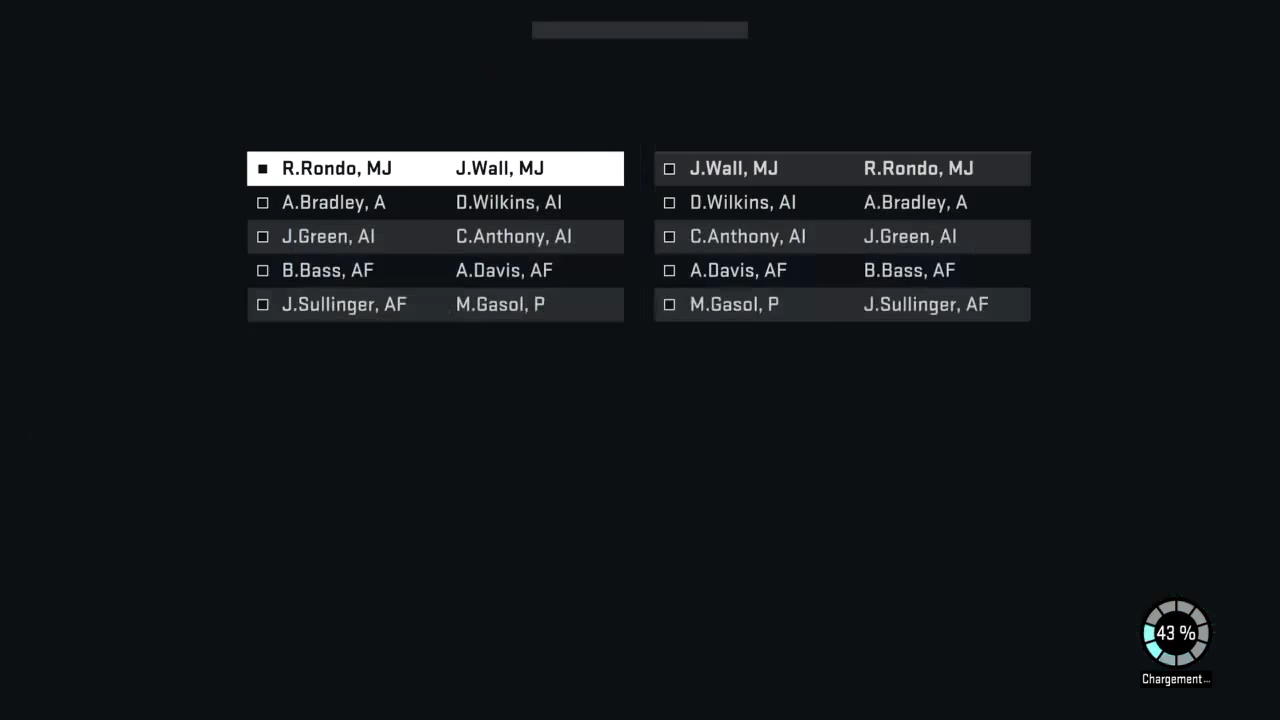 R.Rondo, MJ J.Wall, MJ J.Wall, MJ R.Rondo, MJ
A.Bradley, A D.Wilkins, AI D.Wilkins, AI A.Bradley, A
J.Green, AI C.Anthony, AI C.Anthony, AI J.Green, AI
B.Bass, AF A.Davis, AF A.Davis, AF B.Bass, AF
J.Sullinger, AF M.Gasol, P M.Gasol, P J.Sullinger, AF
43 %
Chargement...